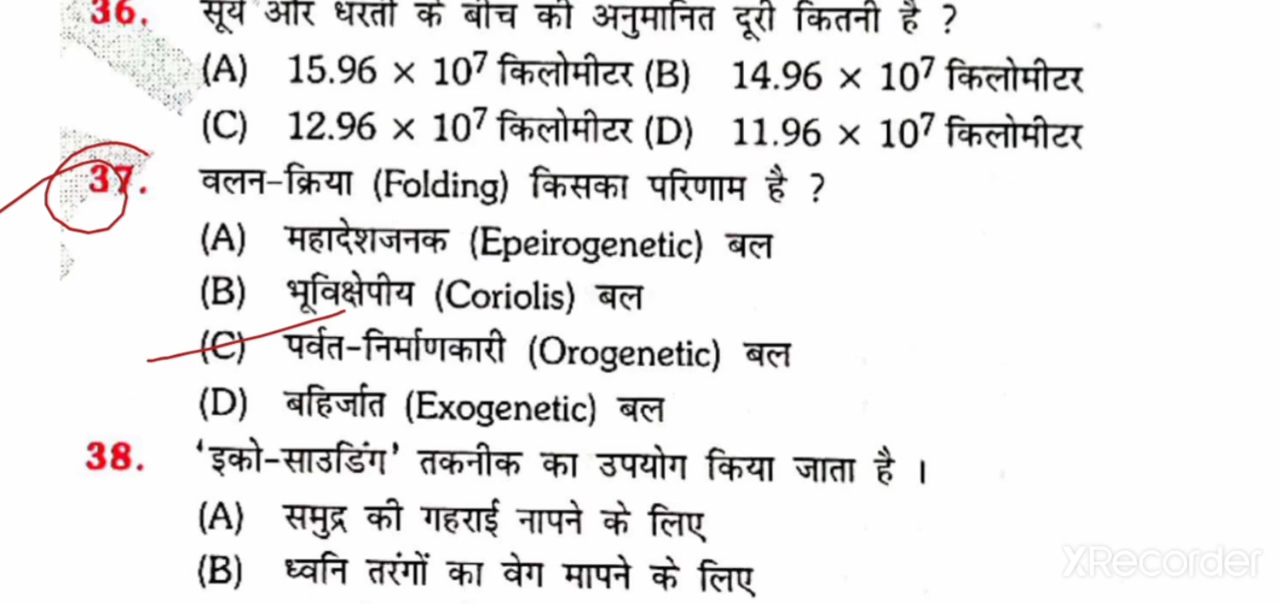 36. सूर्य और धरती के बीच की अनुमानित दूरी कितनी है ?
(A) 15.96 × 10⁷ किलोमीटर (B) 14.96 × 10⁷ किलोमीटर
(C) 12.96 × 10⁷ किलोमीटर (D) 11.96 × 10⁷ किलोमीटर
37. वलन-क्रिया (Folding) किसका परिणाम है ?
(A) महादेशजनक (Epeirogenetic) बल
(B) भूविक्षेपीय (Coriolis) बल
(C) पर्वत-निर्माणकारी (Orogenetic) बल
(D) बहिर्जात (Exogenetic) बल
38. ‘इको-साउडिंग’ तकनीक का उपयोग किया जाता है ।
(A) समुद्र की गहराई नापने के लिए
(B) ध्वनि तरंगों का वेग मापने के लिए
XRecorder